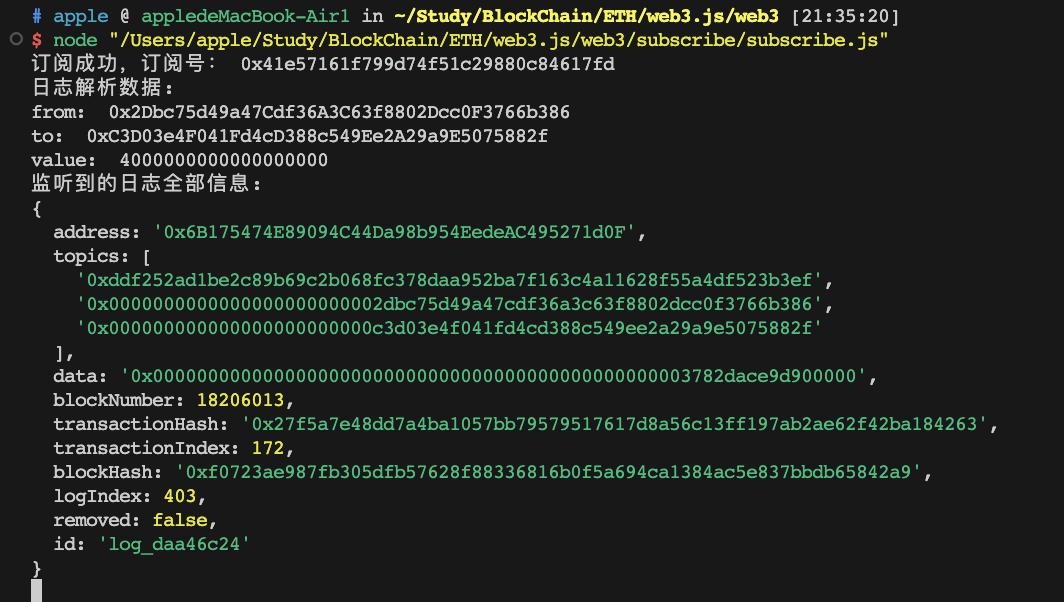 # apple @ appledeMacBook-Air1 in ~/Study/BlockChain/ETH/web3.js/web3 [21:35:20]
$ node "/Users/apple/Study/BlockChain/ETH/web3.js/web3/subscribe/subscribe.js"
订阅成功，订阅号： 0x41e57161f799d74f51c29880c84617fd
日志解析数据：
from:  0x2Dbc75d49a47Cdf36A3C63f8802Dcc0F3766b386
to:  0xC3D03e4F041Fd4cD388c549Ee2A29a9E5075882f
value:  4000000000000000000
监听到的日志全部信息：
{
  address: '0x6B175474E89094C44Da98b954EedeAC495271d0F',
  topics: [
    '0xddf252ad1be2c89b69c2b068fc378daa952ba7f163c4a11628f55a4df523b3ef',
    '0x0000000000000000000000002dbc75d49a47cdf36a3c63f8802dcc0f3766b386',
    '0x000000000000000000000000c3d03e4f041fd4cd388c549ee2a29a9e5075882f'
  ],
  data: '0x0000000000000000000000000000000000000000000000003782dace9d900000',
  blockNumber: 18206013,
  transactionHash: '0x27f5a7e48dd7a4ba1057bb79579517617d8a56c13ff197ab2ae62f42ba184263',
  transactionIndex: 172,
  blockHash: '0xf0723ae987fb305dfb57628f88336816b0f5a694ca1384ac5e837bbdb65842a9',
  logIndex: 403,
  removed: false,
  id: 'log_daa46c24'
}